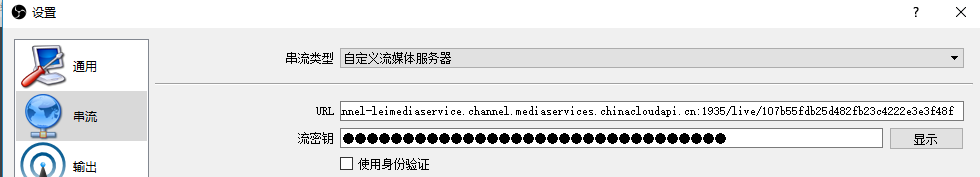 设置
通用
串流
输出
串流类型 自定义流媒体服务器
URL nnel-leimediaservice.channel.mediaservices.chinacloudapi.cn:1935/live/107b55fdb25d482fb23c4222e3e3f48f
流密钥 ●●●●●●●●●●●●●●●●●●●●●●●●●●●●●●●● 显示
使用身份验证